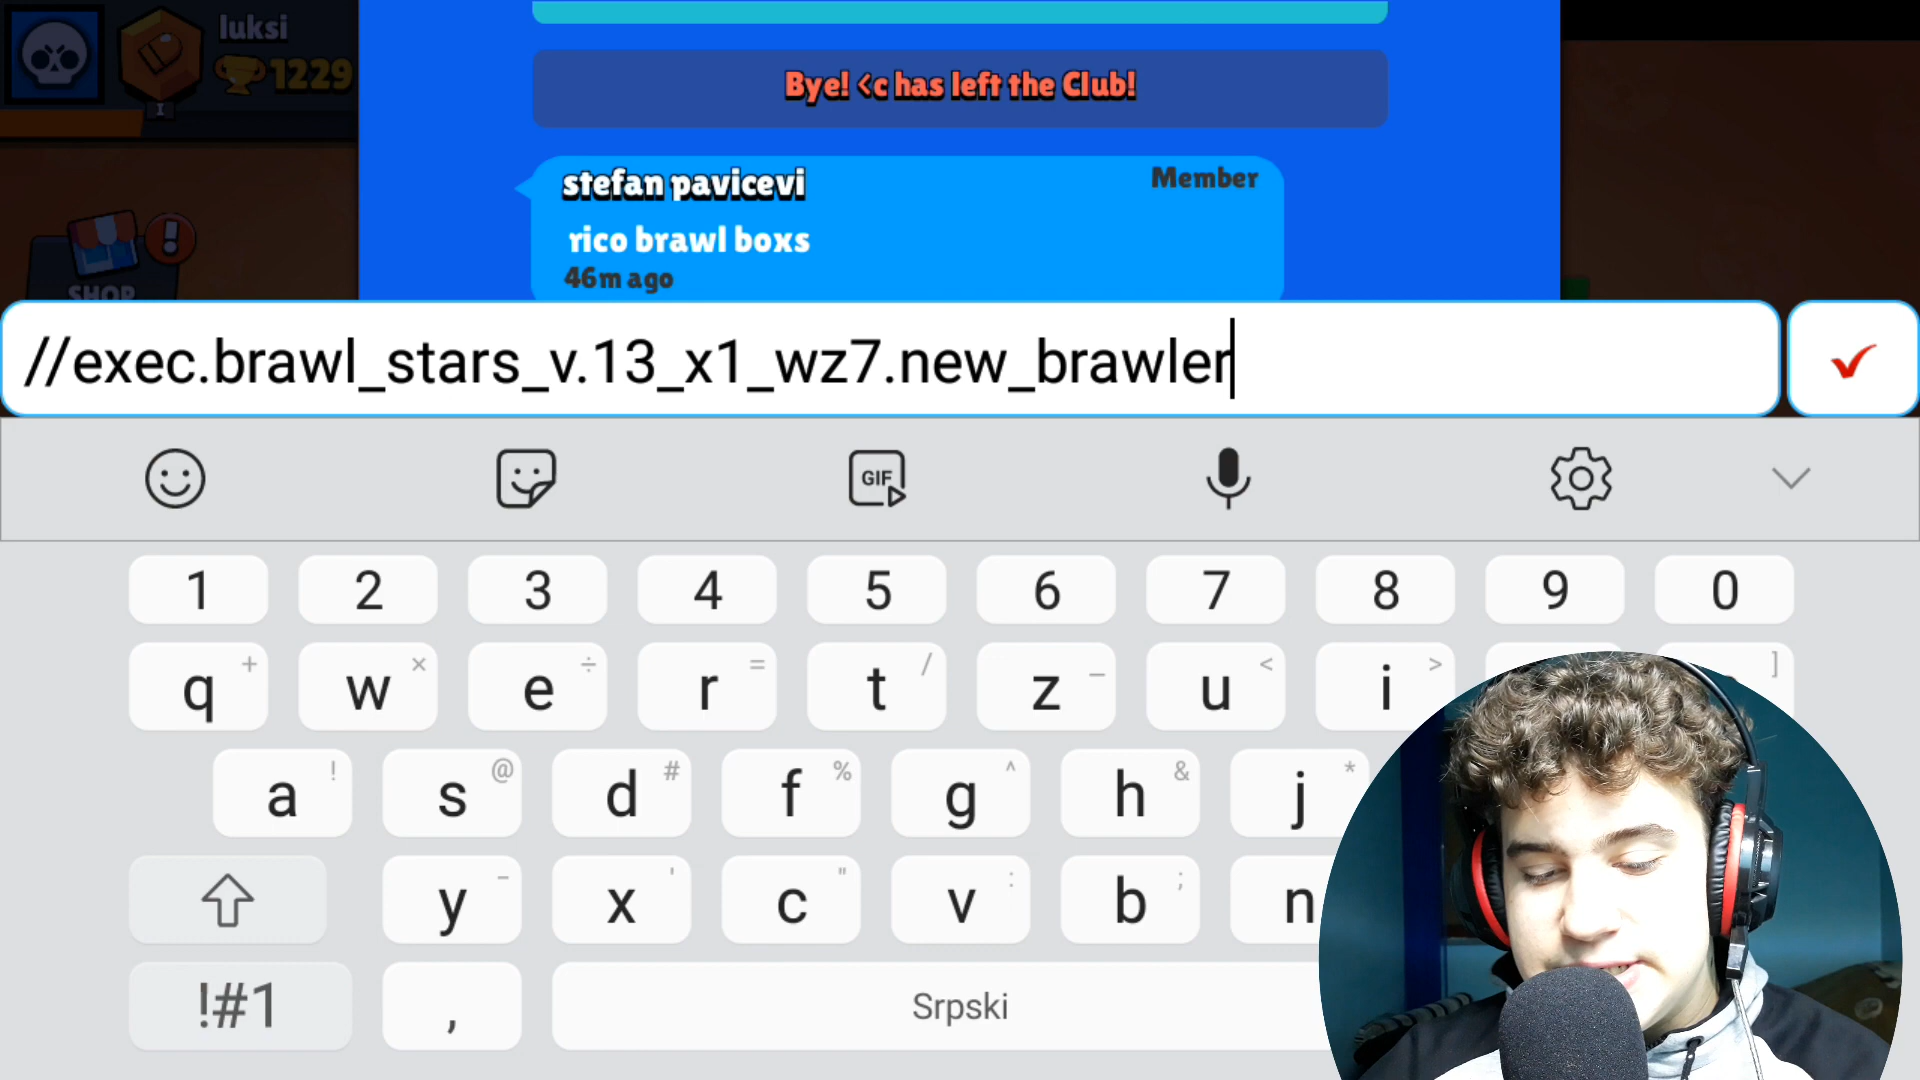 luksi
1229
I
Bye! <c has left the Club!
stefan pavicevi
Member
rico brawl boxs
46m ago
SHOP
//exec.brawl_stars_v.13_x1_wz7.new_brawler
GIF
1 2 3 4 5 6 7 8 9 0
+ × ÷ = / _ < > ]
q w e r t z u i
! @ # % ^ & *
a s d f g h j
- ' " : ;
y x c v b n
!#1 , Srpski